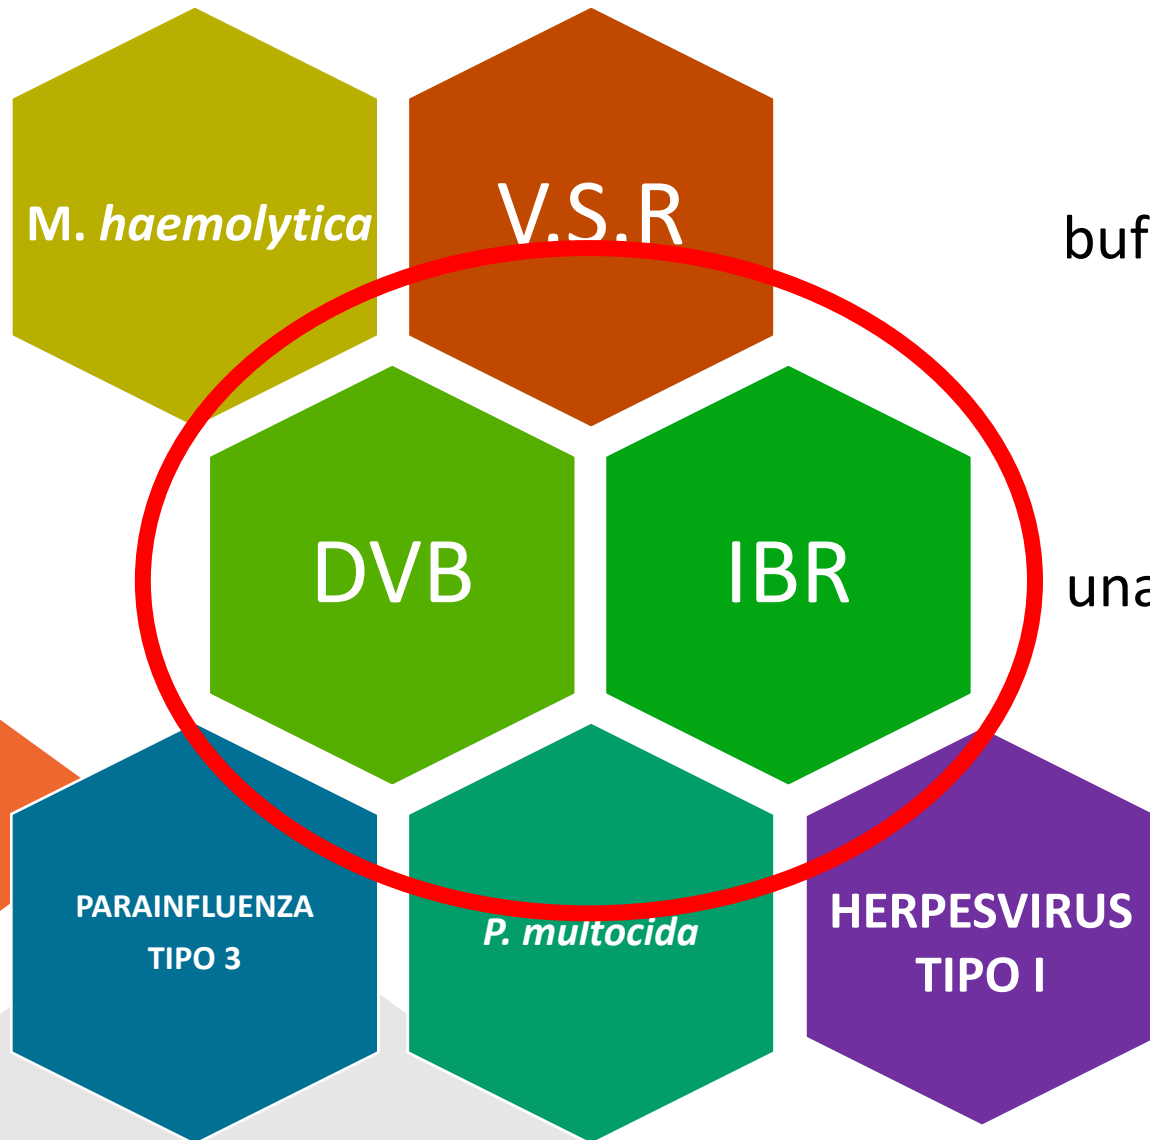 M. haemolytica
V.S.R
DVB
IBR
PARAINFLUENZA
TIPO 3
P. multocida
HERPESVIRUS
TIPO I
buf
una